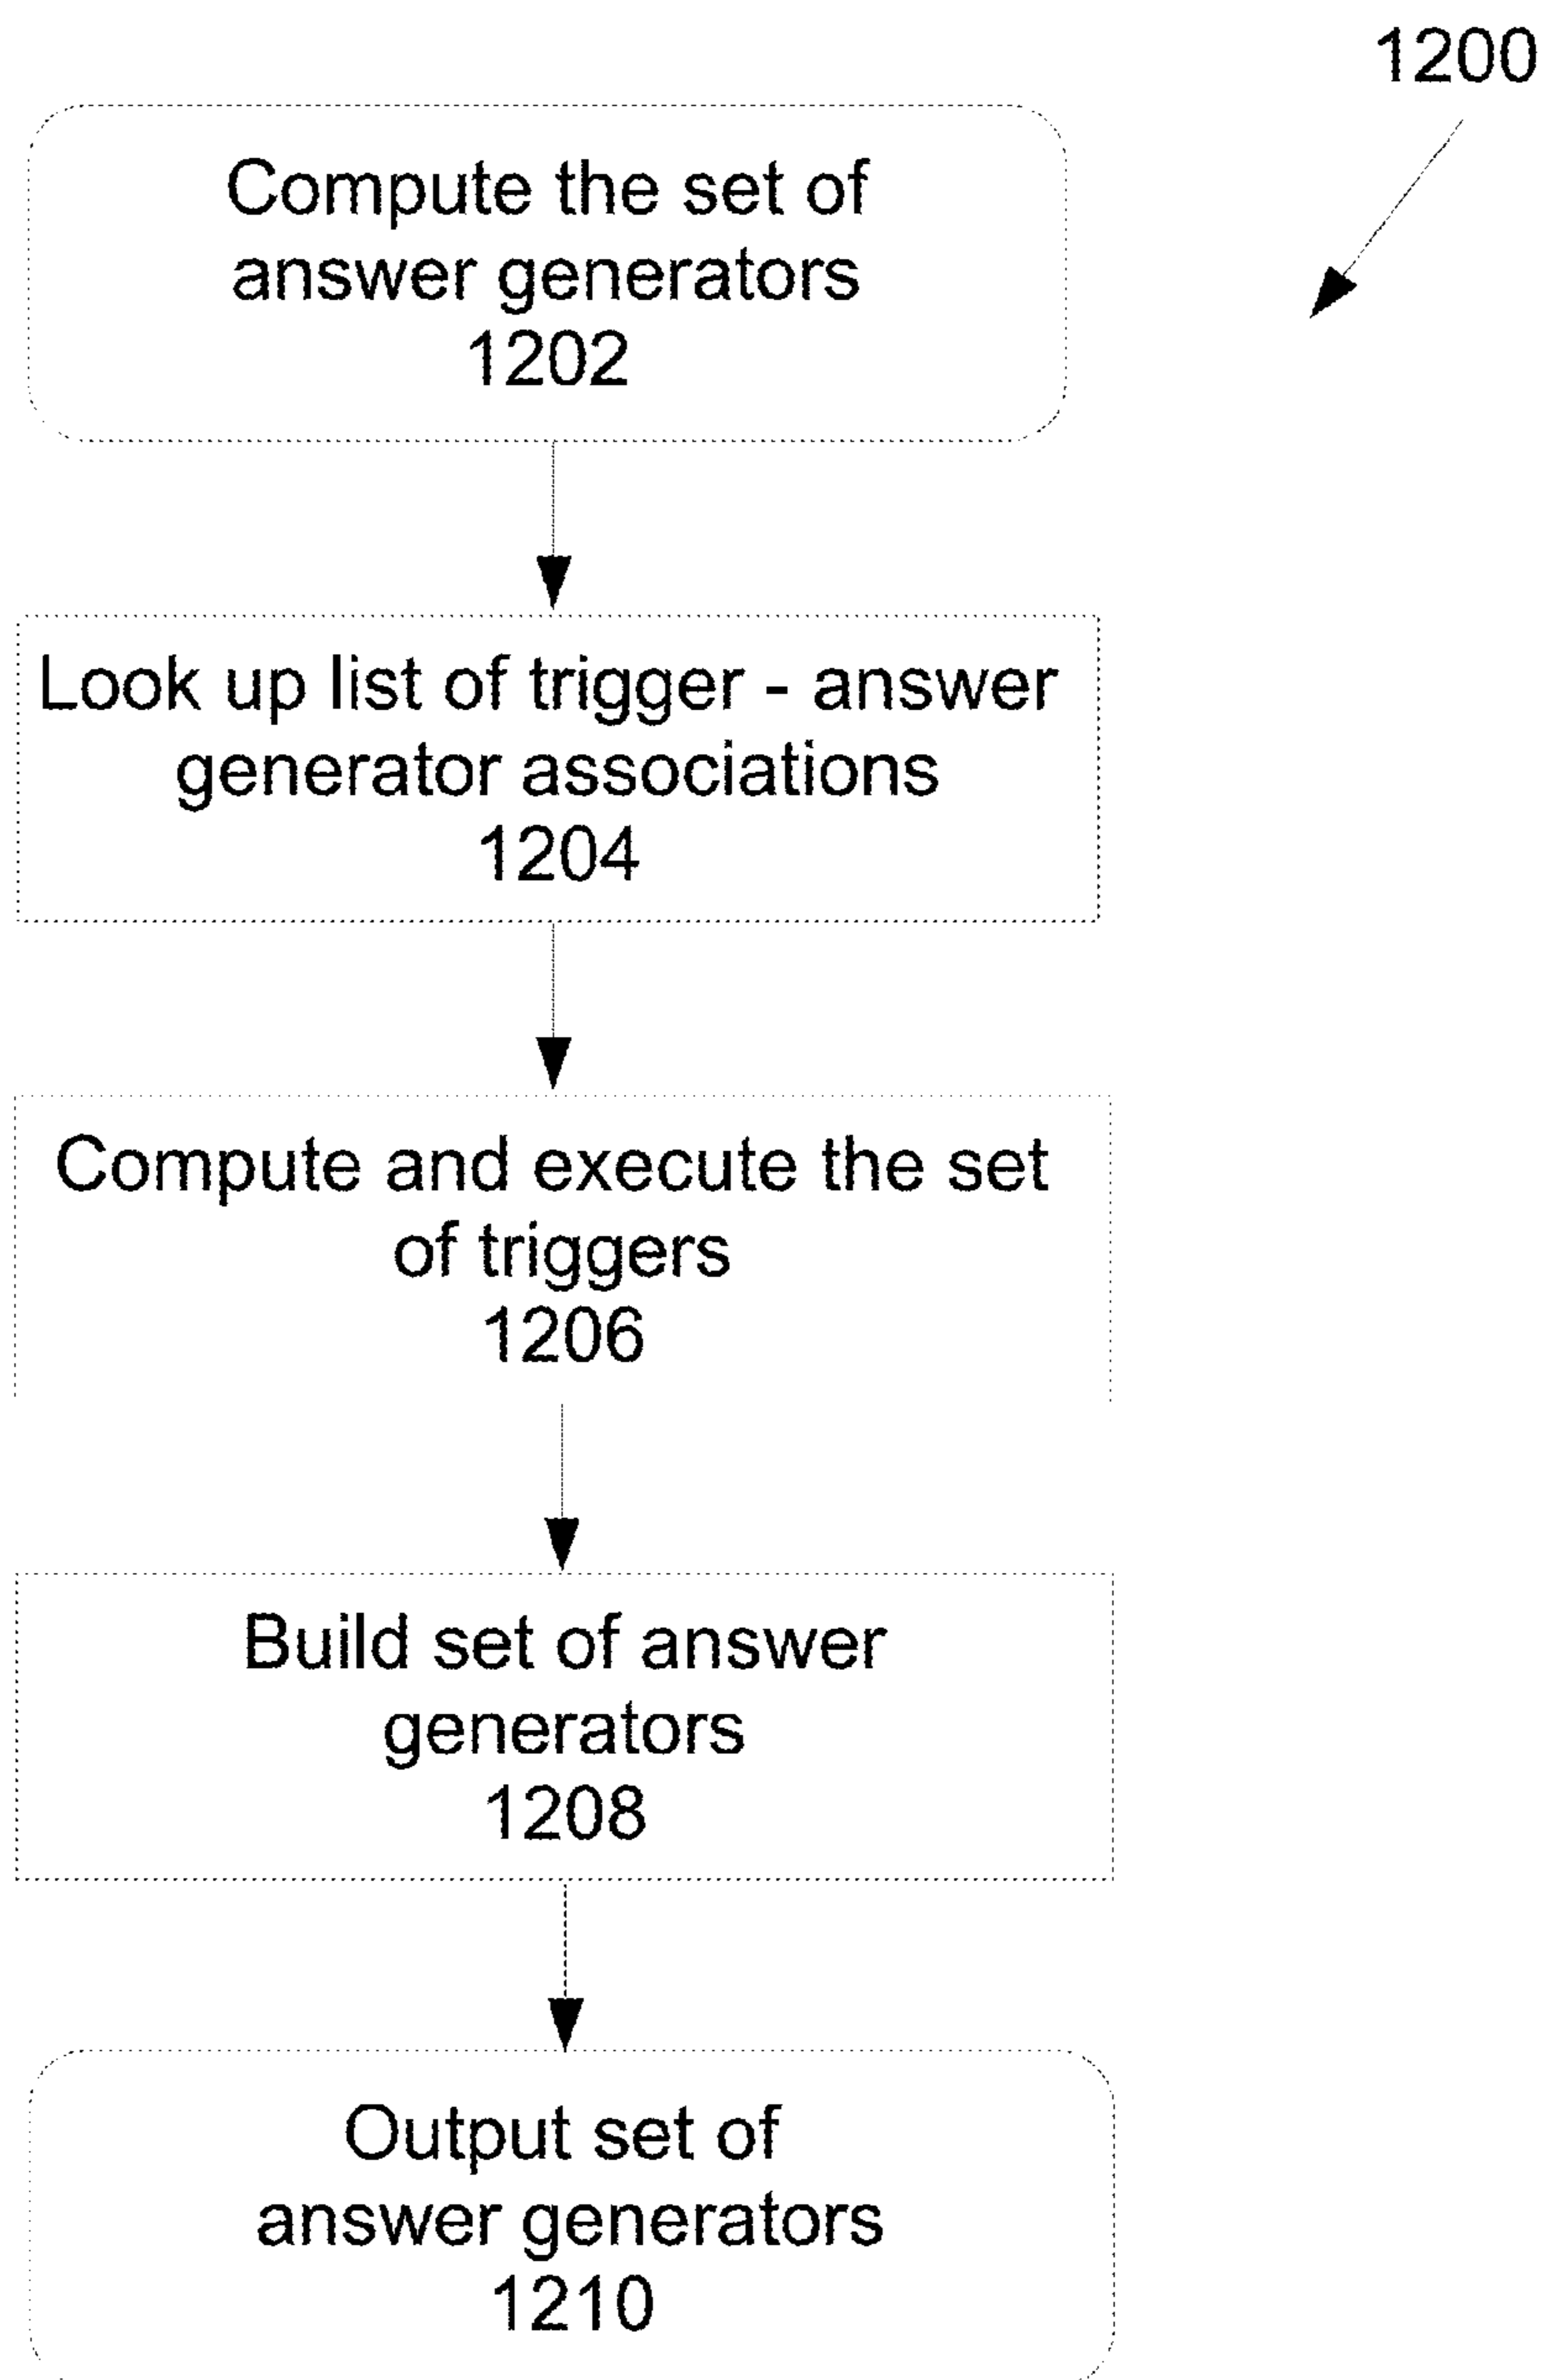 1200
Compute the set of
answer generators
1202
Look up list of trigger - answer
generator associations
1204
Compute and execute the set
of triggers
1206
Build set of answer
generators
1208
Output set of
answer generators
1210